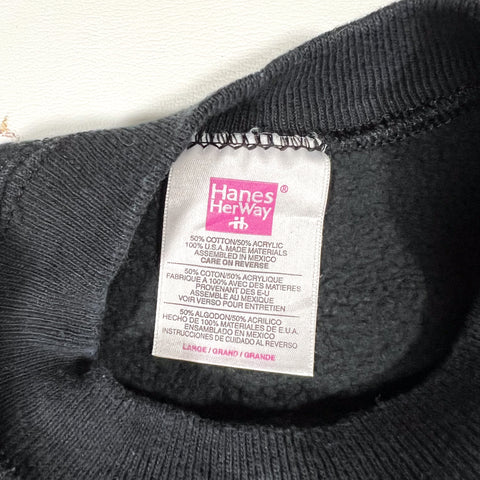 Hanes
HerWay
®
50% COTTON/50% ACRYLIC
100% U.S.A. MADE MATERIALS
ASSEMBLED IN MEXICO
CARE ON REVERSE
50% COTON/50% ACRYLIQUE
FABRIQUÉ A 100% AVEC DES MATIERES
PROVENANT DES E-U
ASSEMBLE AU MEXIQUE
VOIR VERSO POUR ENTRETIEN
50% ALGODON/50% ACRILICO
HECHO DE 100% MATERIALES DE E.U.A.
ENSAMBLADO EN MEXICO
INSTRUCCIONES DE CUIDADO AL REVERSO
LARGE / GRAND / GRANDE